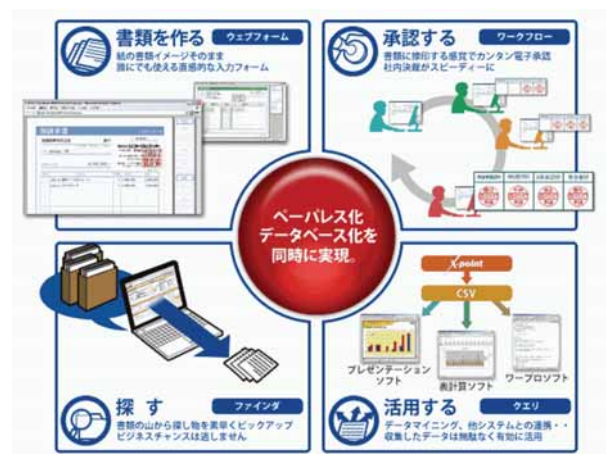 書類を作る
ウェブフォーム
紙の書類イメージそのまま
誰にでも使える直感的な入力フォーム
承認する
ワークフロー
書類に捺印する感覚でカンタン電子承認
社内決裁がスピーディーに
ペーパレス化
データベース化を
同時に実現。
X-point
CSV
プレゼンテーション
ソフト
表計算ソフト
ワープロソフト
探す
ファインダ
書類の山から探し物を素早くピックアップ
ビジネスチャンスは逃しません
活用する
クエリ
データマイニング、他システムとの連携・・
収集したデータは無駄なく有効に活用